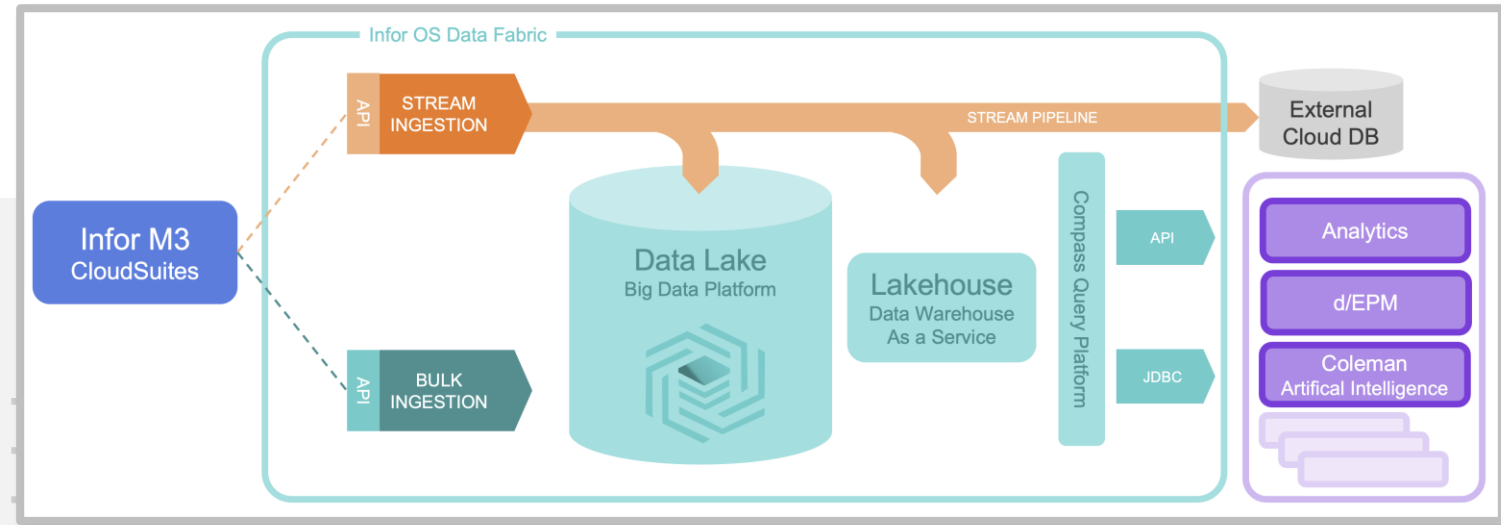 Infor OS Data Fabric
API
STREAM
INGESTION
STREAM PIPELINE
External
Cloud DB
Infor M3
CloudSuites
Data Lake
Big Data Platform
Lakehouse
Data Warehouse
As a Service
Compass Query Platform
API
JDBC
API
BULK
INGESTION
Analytics
d/EPM
Coleman
Artifical Intelligence